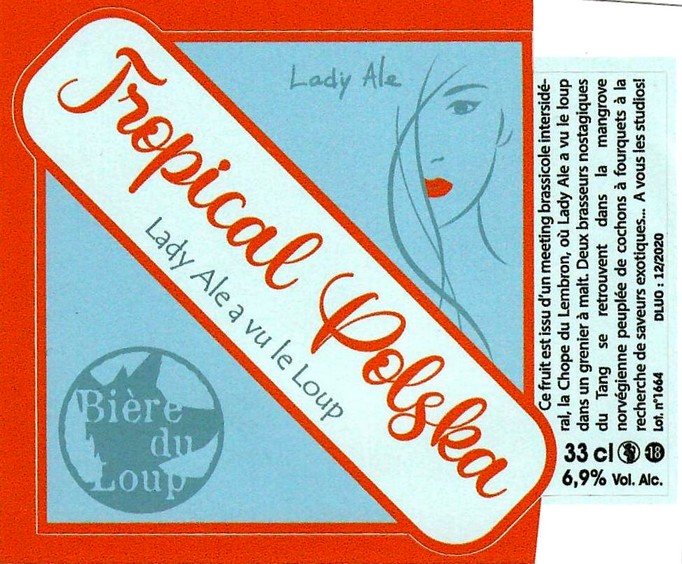 Lady Ale
Tropical Polska
Lady Ale a vu le Loup
Bière
du
Loup
Ce fruit est issu d'un meeting brassicole intersidé-
ral, la Chope du Lembron, où Lady Ale a vu le loup
dans un grenier à malt. Deux brasseurs nostagiques
du Tang se retrouvent dans la mangrove
norvégienne peuplée de cochons à fourquets à la
recherche de saveurs exotiques... A vous les studios!
Lot. n°1664 DLUO : 12/2020
33 cl
-18
6,9% Vol. Alc.